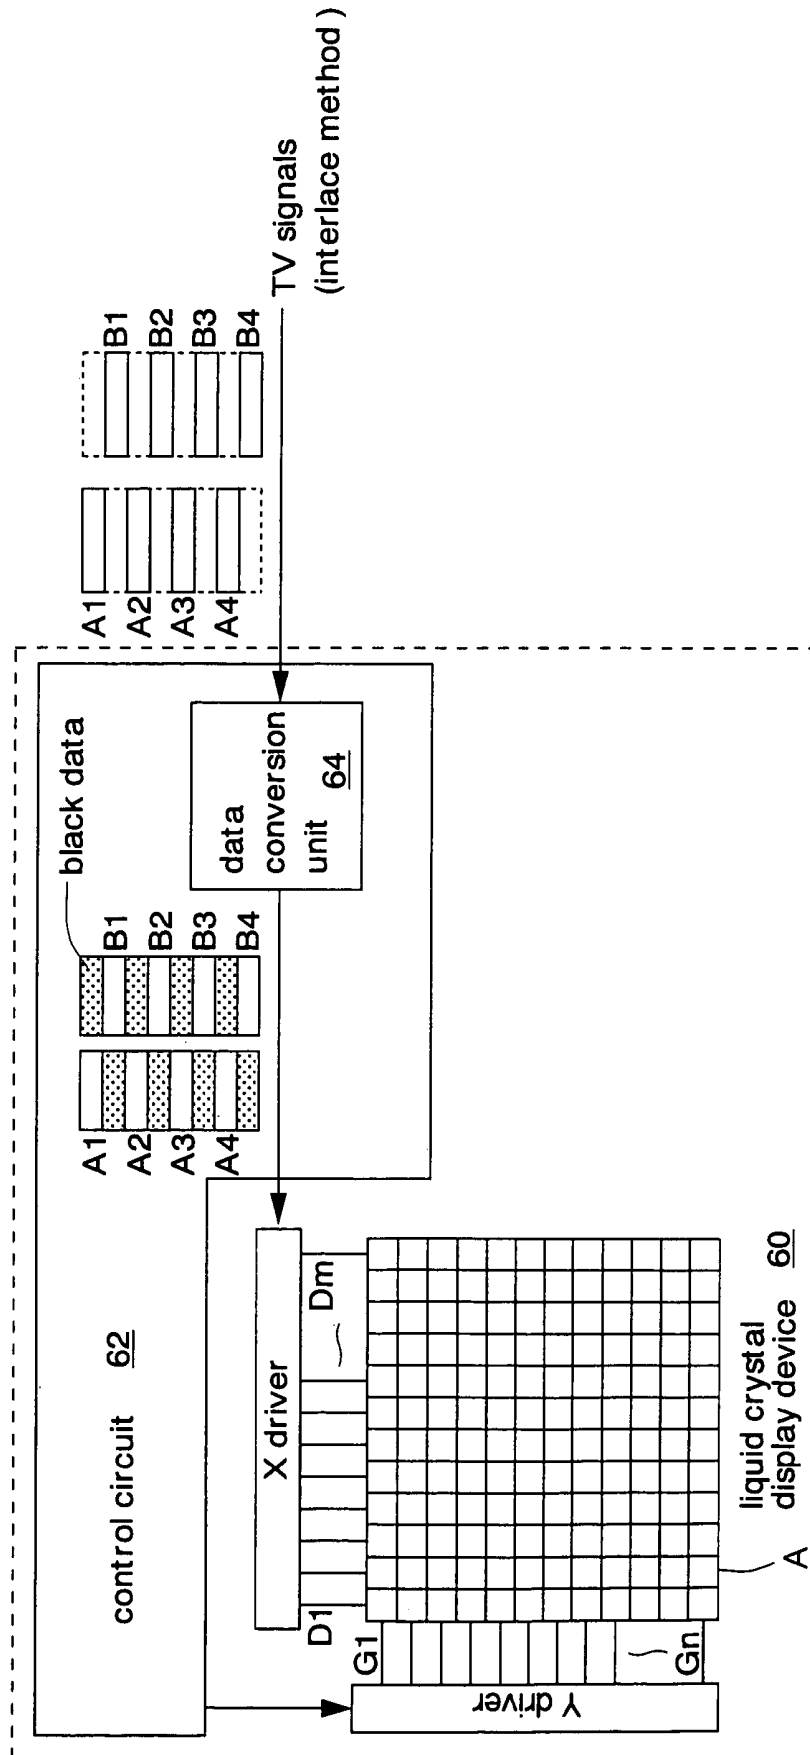 control circuit 62
black data
A1
A2
A3
A4
B1
B2
B3
B4
data
conversion
unit 64
A1
A2
A3
A4
B1
B2
B3
B4
TV signals
(interlace method)
X driver
D1
Dm
G1
Gn
Y driver
A
liquid crystal
display device 60